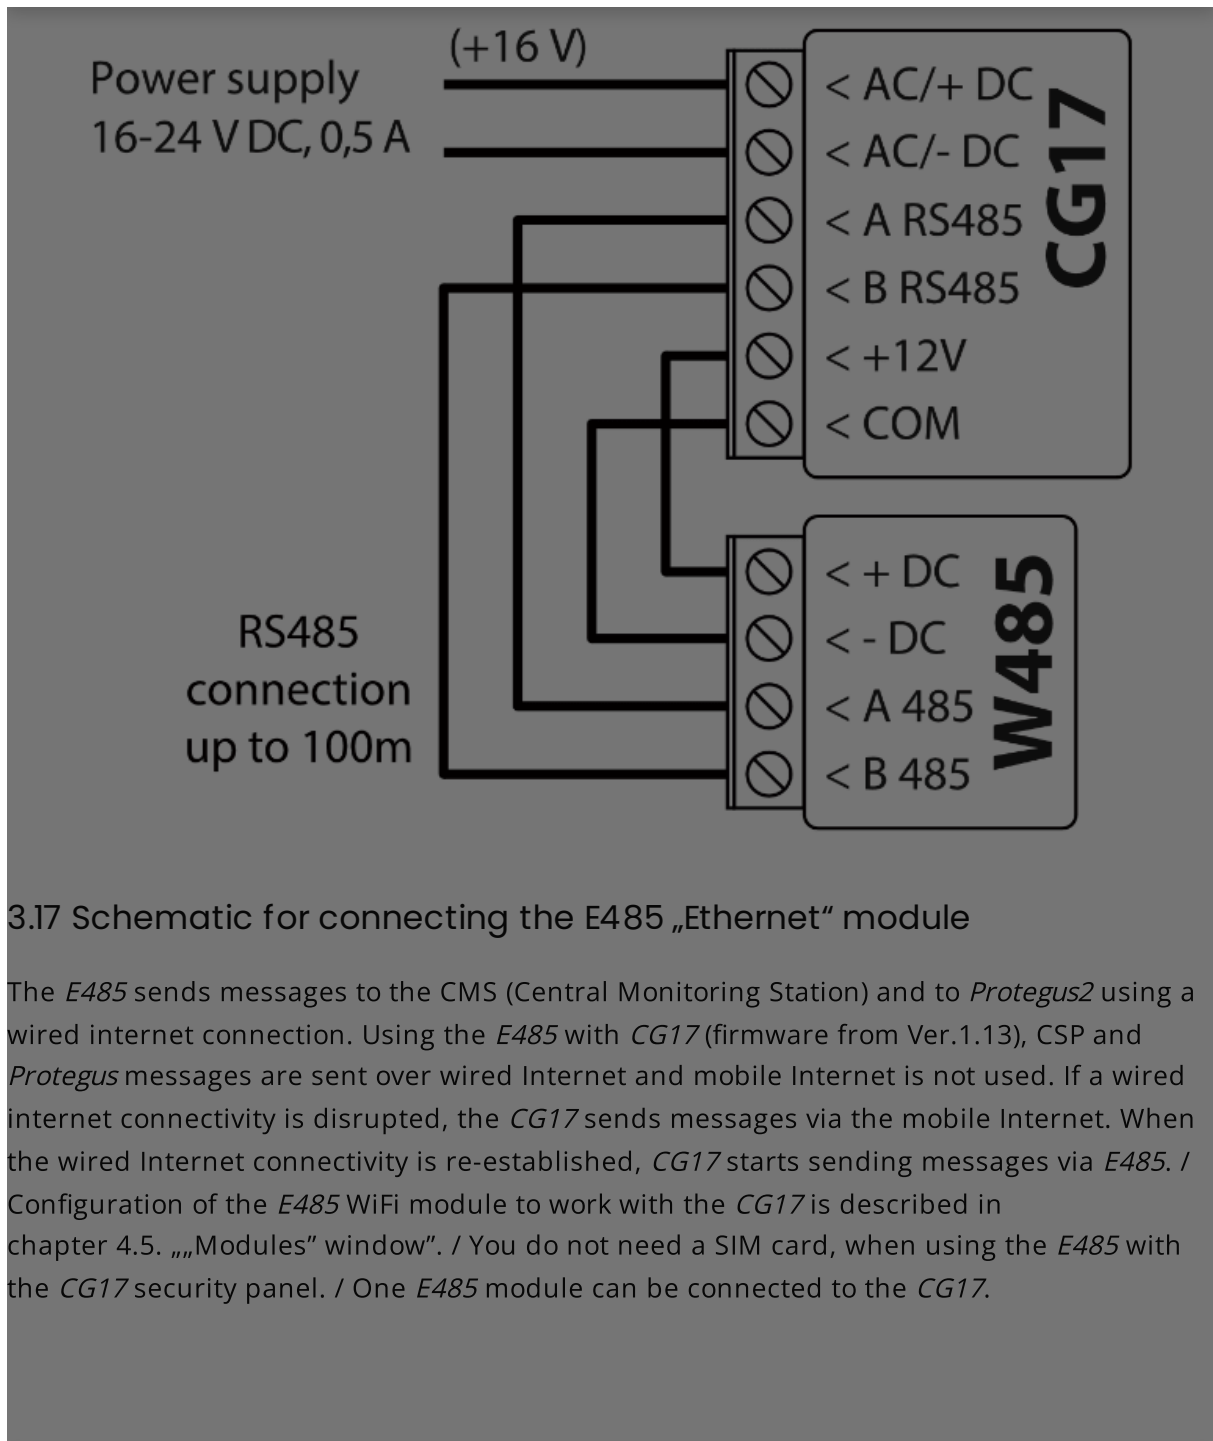 (+16 V)
Power supply
16-24 V DC, 0,5 A
< AC/+ DC
< AC/- DC
< A RS485
< B RS485
< +12V
< COM
CG17
< + DC
< - DC
< A 485
< B 485
W485
RS485
connection
up to 100m
3.17 Schematic for connecting the E485 „Ethernet“ module
The E485 sends messages to the CMS (Central Monitoring Station) and to Protegus2 using a
wired internet connection. Using the E485 with CG17 (firmware from Ver.1.13), CSP and
Protegus messages are sent over wired Internet and mobile Internet is not used. If a wired
internet connectivity is disrupted, the CG17 sends messages via the mobile Internet. When
the wired Internet connectivity is re-established, CG17 starts sending messages via E485. /
Configuration of the E485 WiFi module to work with the CG17 is described in
chapter 4.5. „„Modules” window”. / You do not need a SIM card, when using the E485 with
the CG17 security panel. / One E485 module can be connected to the CG17.